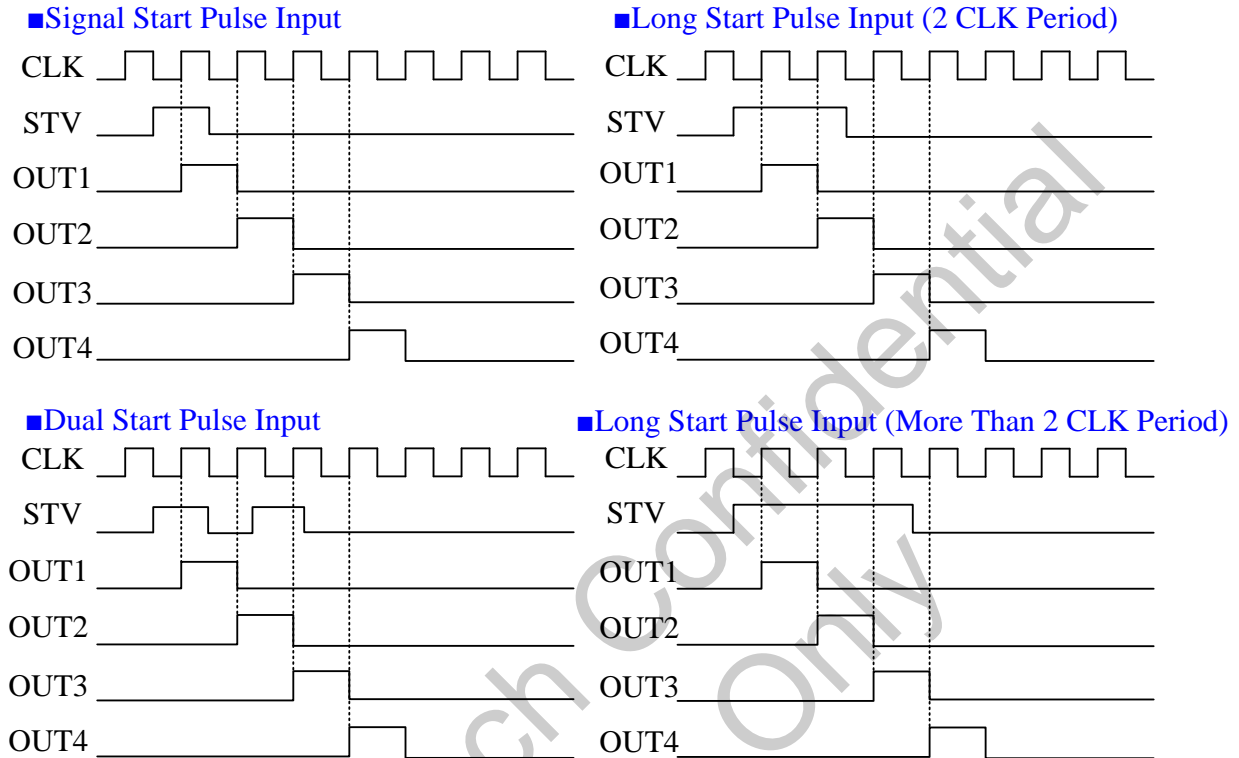 ■Signal Start Pulse Input
CLK
STV
OUT1
OUT2
OUT3
OUT4
■Long Start Pulse Input (2 CLK Period)
CLK
STV
OUT1
OUT2
OUT3
OUT4
■Dual Start Pulse Input
CLK
STV
OUT1
OUT2
OUT3
OUT4
■Long Start Pulse Input (More Than 2 CLK Period)
CLK
STV
OUT1
OUT2
OUT3
OUT4
ch Confidential
Only